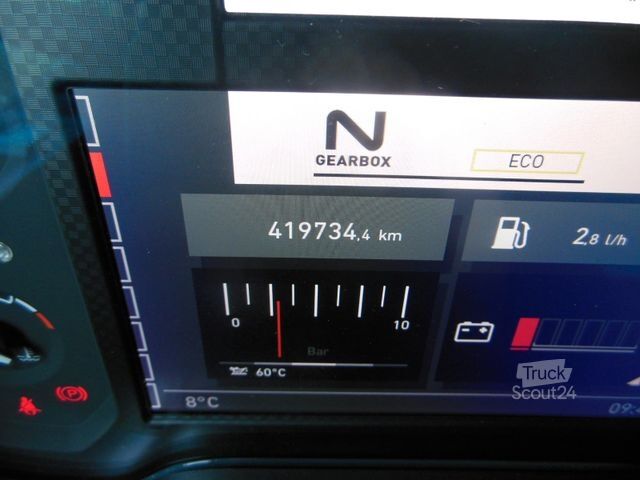 N
GEARBOX
ECO
419734,4 km
2,8 l/h
0
10
Bar
60°C
8°C
Truck
Scout24